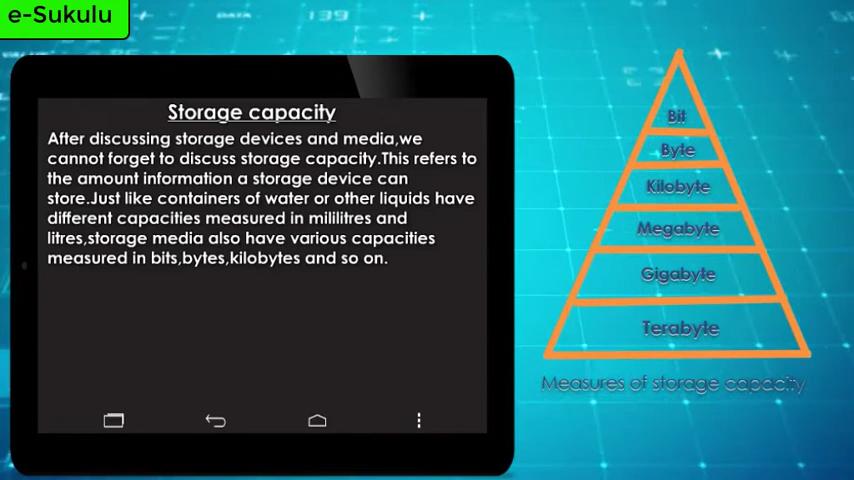 e-Sukulu
Storage capacity
After discussing storage devices and media,we
cannot forget to discuss storage capacity.This refers to
the amount information a storage device can
store.Just like containers of water or other liquids have
different capacities measured in mililitres and
litres,storage media also have various capacities
measured in bits,bytes,kilobytes and so on.
Bit
Byte
Kilobyte
Megabyte
Gigabyte
Terabyte
Measures of storage capacity
139